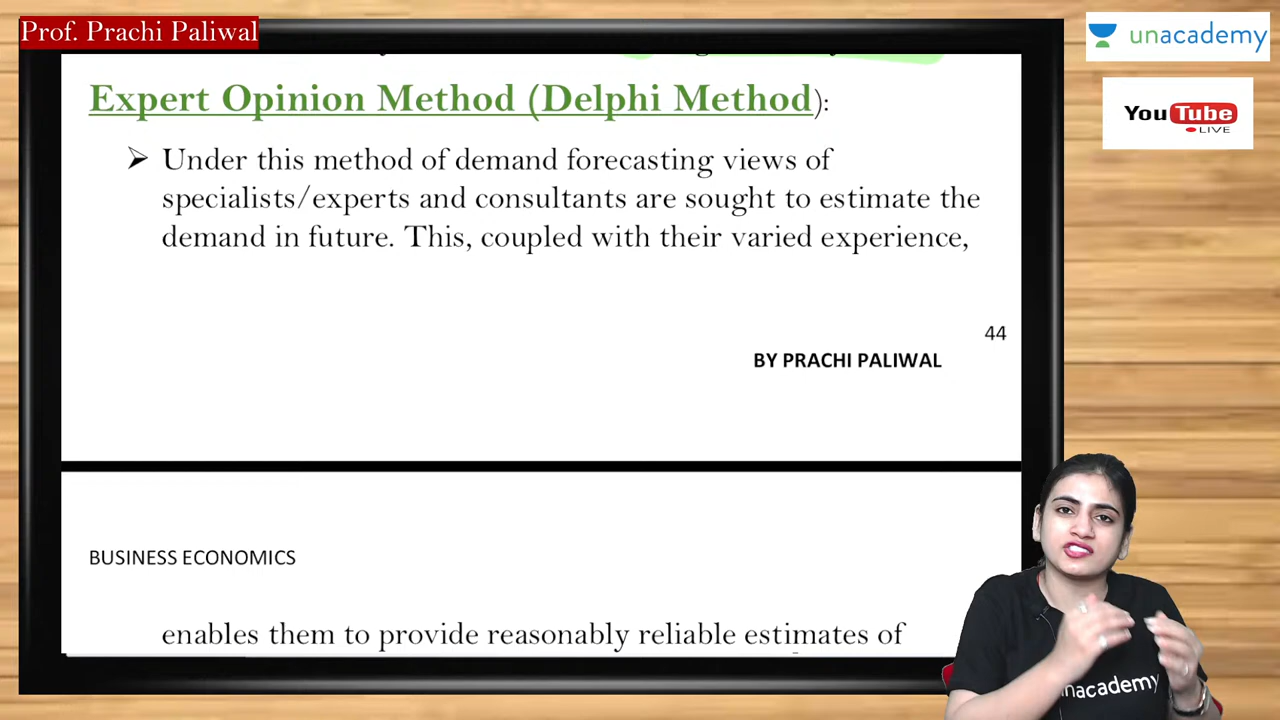 Prof. Prachi Paliwal
unacademy
YouTube
LIVE
Expert Opinion Method (Delphi Method):
➢ Under this method of demand forecasting views of
specialists/experts and consultants are sought to estimate the
demand in future. This, coupled with their varied experience,
44
BY PRACHI PALIWAL
BUSINESS ECONOMICS
enables them to provide reasonably reliable estimates of
unacademy